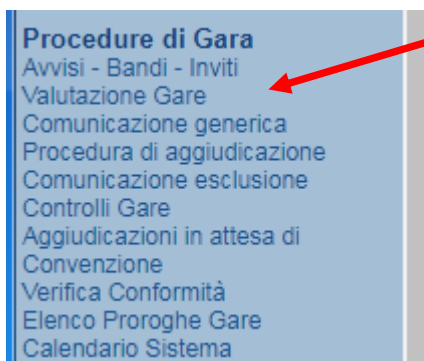 Procedure di Gara
Avvisi - Bandi - Inviti
Valutazione Gare
Comunicazione generica
Procedura di aggiudicazione
Comunicazione esclusione
Controlli Gare
Aggiudicazioni in attesa di
Convenzione
Verifica Conformità
Elenco Proroghe Gare
Calendario Sistema